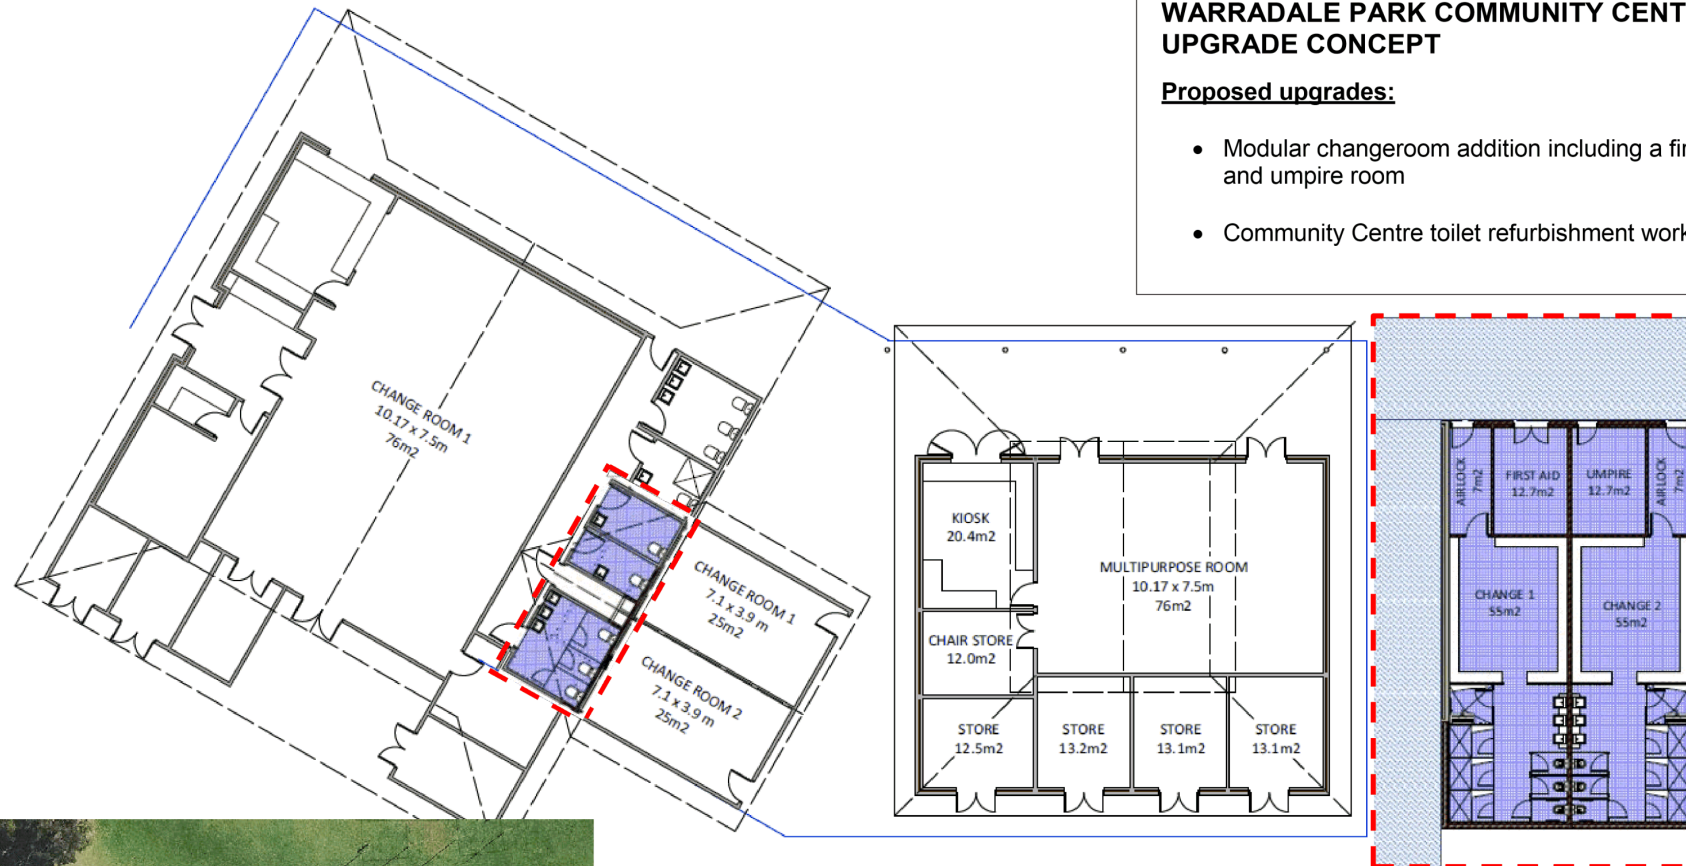 WARRADALE PARK COMMUNITY CENT
UPGRADE CONCEPT
Proposed upgrades:
• Modular changeroom addition including a fir
and umpire room
• Community Centre toilet refurbishment work
CHANGE ROOM 1
10.17 x 7.5m
76m2
CHANGE ROOM 1
7.1 x 3.9 m
25m2
CHANGE ROOM 2
7.1 x 3.9 m
25m2
KIOSK
20.4m2
MULTIPURPOSE ROOM
10.17 x 7.5m
76m2
CHAIR STORE
12.0m2
STORE
12.5m2
STORE
13.2m2
STORE
13.1m2
STORE
13.1m2
AIRLOCK
7m2
FIRST AID
12.7m2
UMPIRE
12.7m2
AIRLOCK
7m2
CHANGE 1
55m2
CHANGE 2
55m2